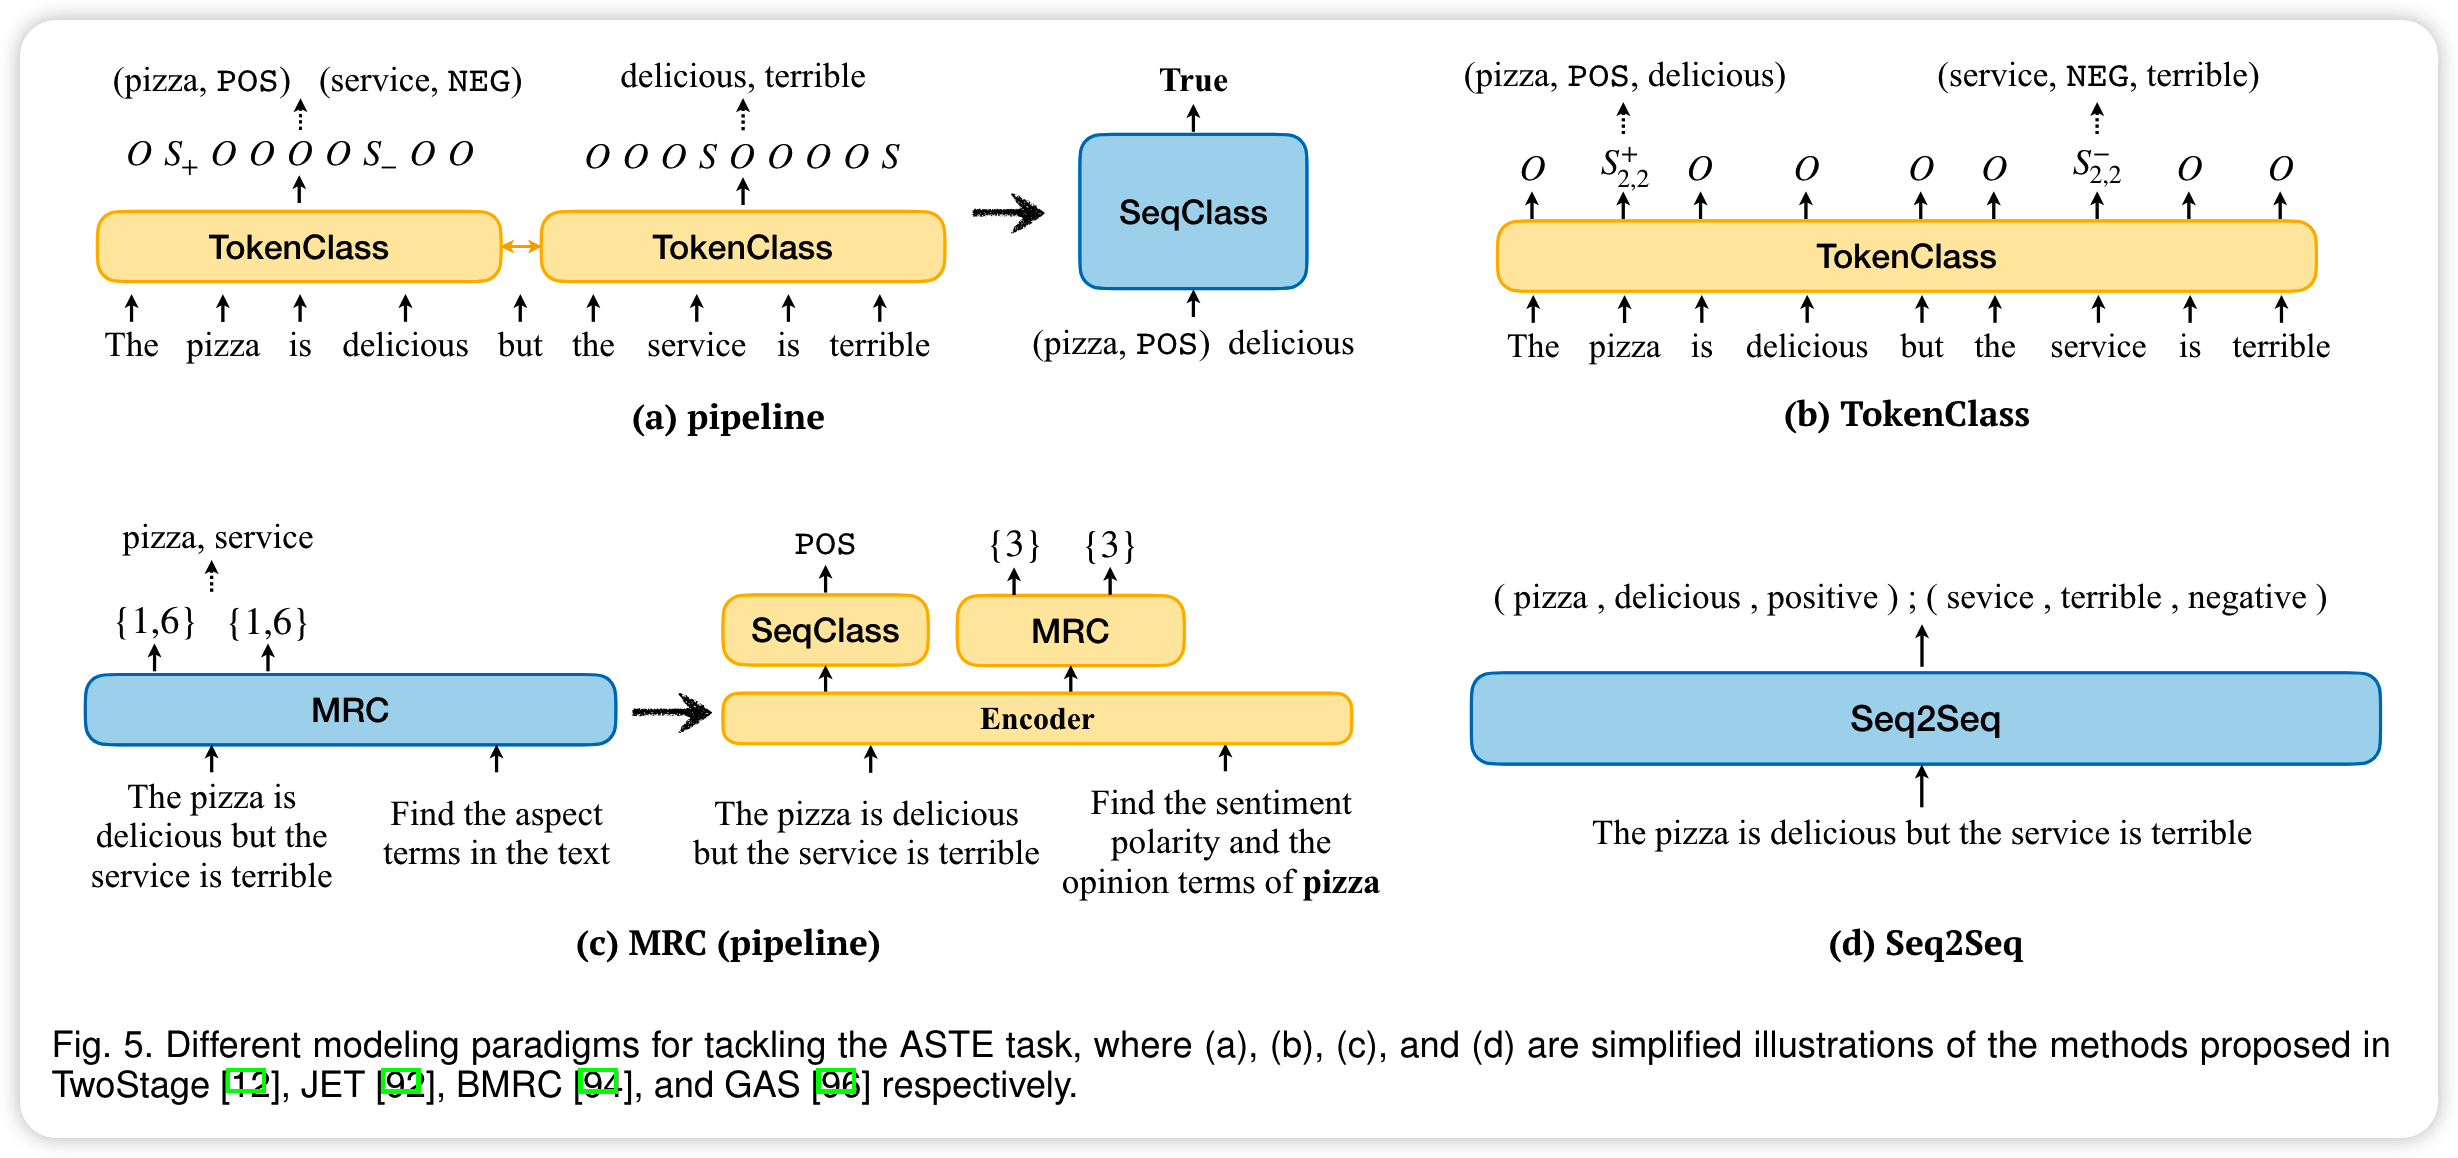 (pizza, POS) (service, NEG)
O S+ O O O O S− O O
TokenClass
delicious, terrible
O O O S O O O O S
TokenClass
The pizza is delicious but the service is terrible
True
SeqClass
(pizza, POS) delicious
(a) pipeline
(pizza, POS, delicious) (service, NEG, terrible)
O S+2,2 O O O O S−2,2 O O
TokenClass
The pizza is delicious but the service is terrible
(b) TokenClass
pizza, service
{1,6} {1,6}
MRC
The pizza is
delicious but the
service is terrible
Find the aspect
terms in the text
POS
SeqClass
{3} {3}
MRC
Encoder
The pizza is delicious
but the service is terrible
Find the sentiment
polarity and the
opinion terms of pizza
(c) MRC (pipeline)
( pizza , delicious , positive ) ; ( sevice , terrible , negative )
Seq2Seq
The pizza is delicious but the service is terrible
(d) Seq2Seq
Fig. 5. Different modeling paradigms for tackling the ASTE task, where (a), (b), (c), and (d) are simplified illustrations of the methods proposed in
TwoStage [12], JET [92], BMRC [94], and GAS [96] respectively.